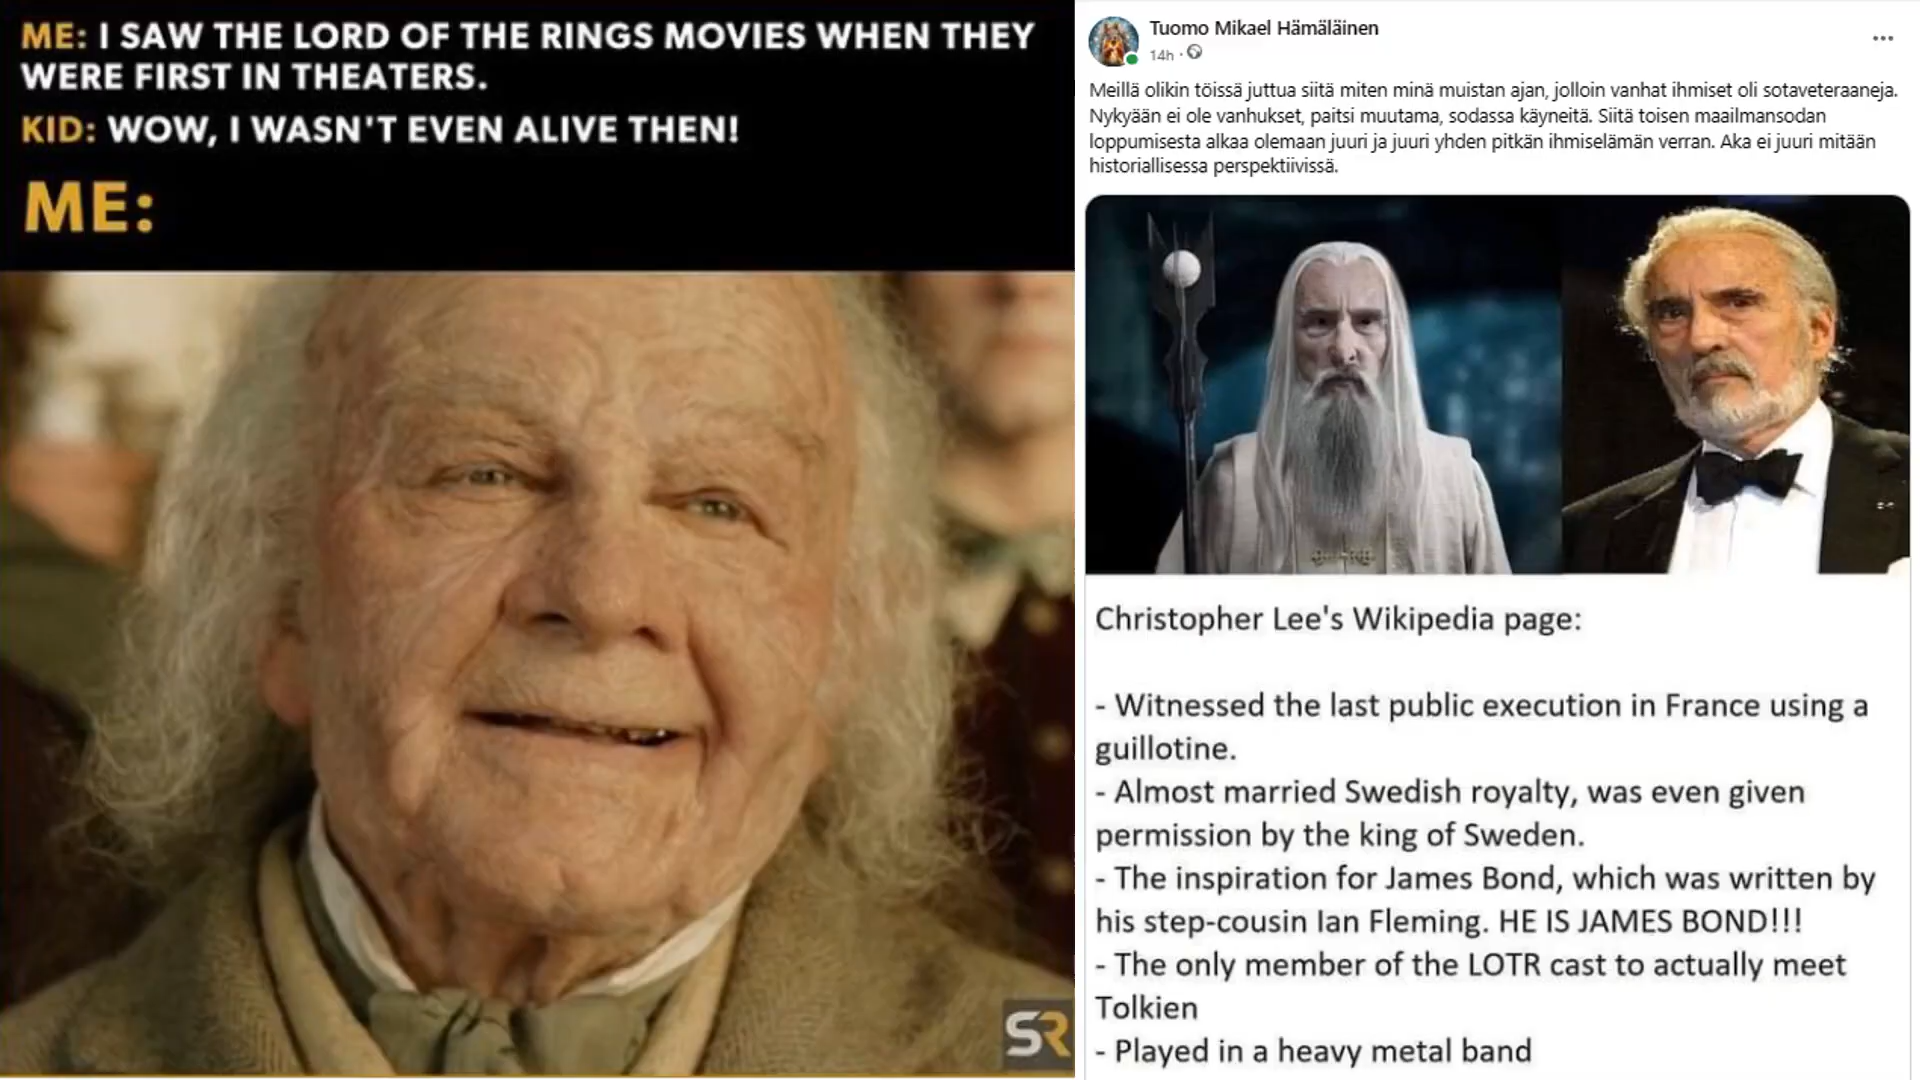 ME: I SAW THE LORD OF THE RINGS MOVIES WHEN THEY
WERE FIRST IN THEATERS.
KID: WOW, I WASN'T EVEN ALIVE THEN!
ME:
SR
Tuomo Mikael Hämäläinen
14h ·
Meillä olikin töissä juttua siitä miten minä muistan ajan, jolloin vanhat ihmiset oli sotaveteraaneja.
Nykyään ei ole vanhukset, paitsi muutama, sodassa käyneitä. Siitä toisen maailmansodan
loppumisesta alkaa olemaan juuri ja juuri yhden pitkän ihmiselämän verran. Aka ei juuri mitään
historiallisessa perspektiivissä.
Christopher Lee's Wikipedia page:
- Witnessed the last public execution in France using a
guillotine.
- Almost married Swedish royalty, was even given
permission by the king of Sweden.
- The inspiration for James Bond, which was written by
his step-cousin Ian Fleming. HE IS JAMES BOND!!!
- The only member of the LOTR cast to actually meet
Tolkien
- Played in a heavy metal band